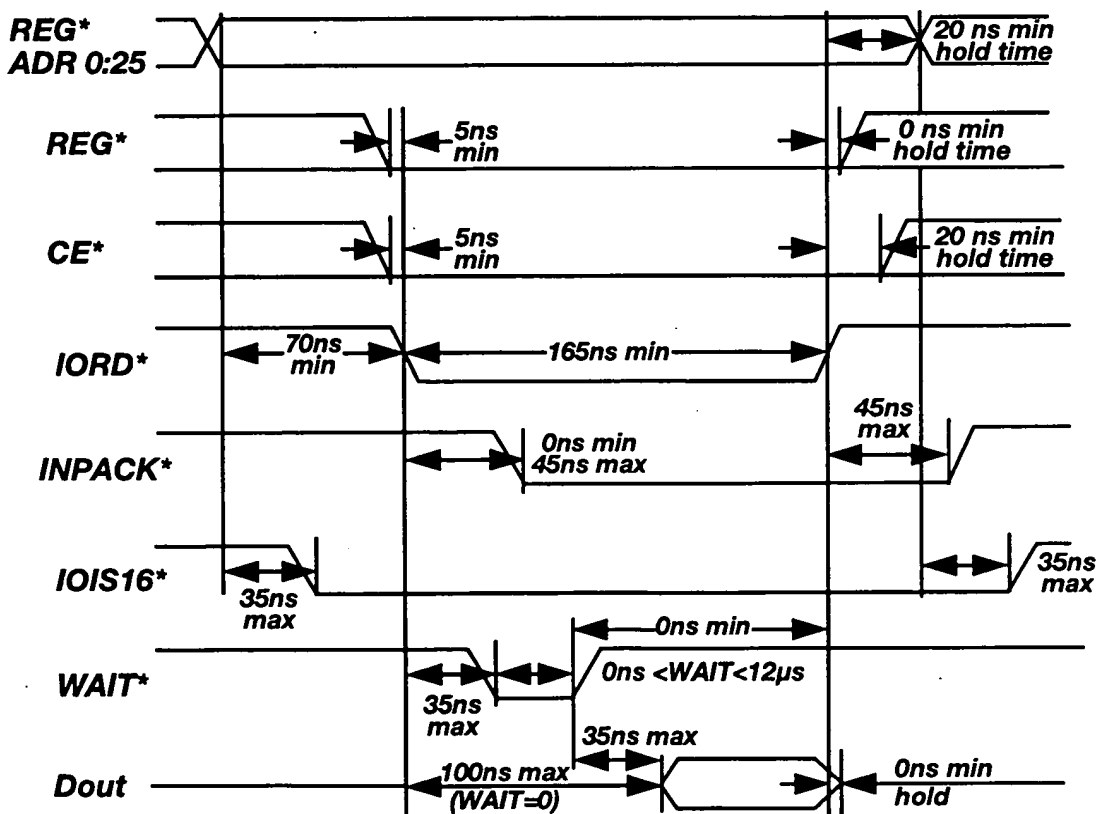 REG*
ADR 0:25
20 ns min
hold time
REG*
5ns
min
0 ns min
hold time
CE*
5ns
min
20 ns min
hold time
IORD*
70ns
min
165ns min
INPACK*
0ns min
45ns max
45ns
max
IOIS16*
35ns
max
35ns
max
WAIT*
35ns
max
0ns min
0ns <WAIT<12µs
Dout
100ns max
(WAIT=0)
35ns max
0ns min
hold